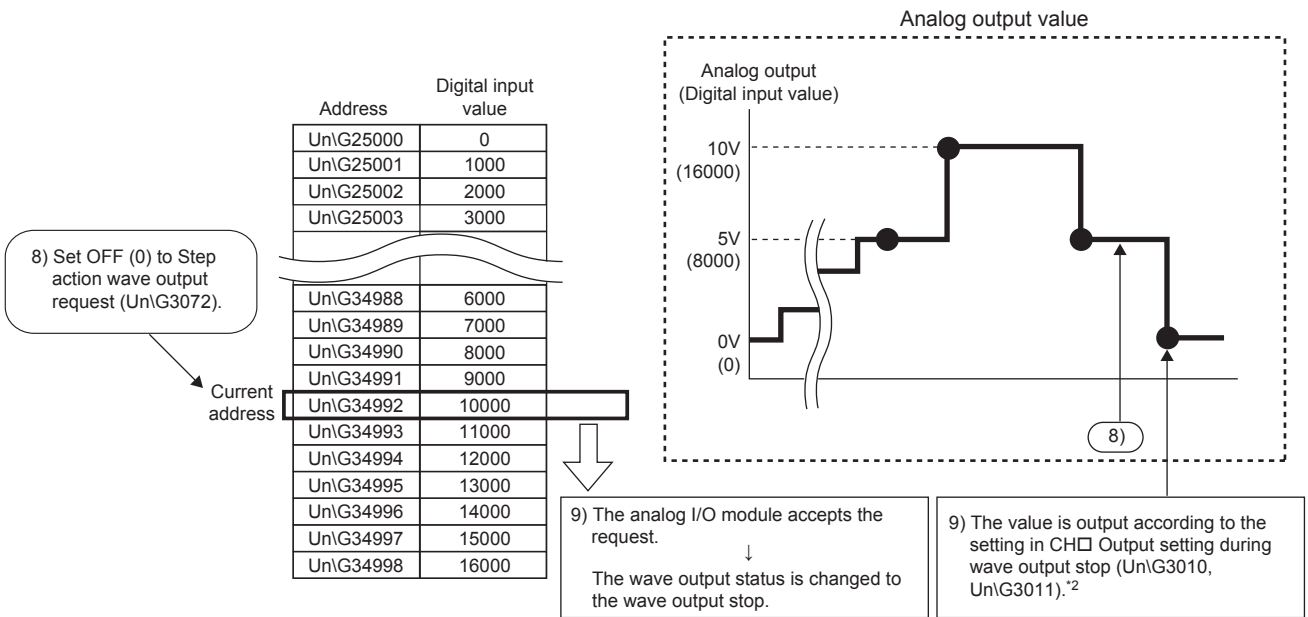 Analog output value
Analog output
(Digital input value)
10V
(16000)
5V
(8000)
0V
(0)
8)
Address Digital input value
Un\G25000 0
Un\G25001 1000
Un\G25002 2000
Un\G25003 3000
Un\G34988 6000
Un\G34989 7000
Un\G34990 8000
Un\G34991 9000
Un\G34992 10000
Un\G34993 11000
Un\G34994 12000
Un\G34995 13000
Un\G34996 14000
Un\G34997 15000
Un\G34998 16000
8) Set OFF (0) to Step
action wave output
request (Un\G3072).
Current
address
9) The analog I/O module accepts the
request.
↓
The wave output status is changed to
the wave output stop.
9) The value is output according to the
setting in CH□ Output setting during
wave output stop (Un\G3010,
Un\G3011).*2